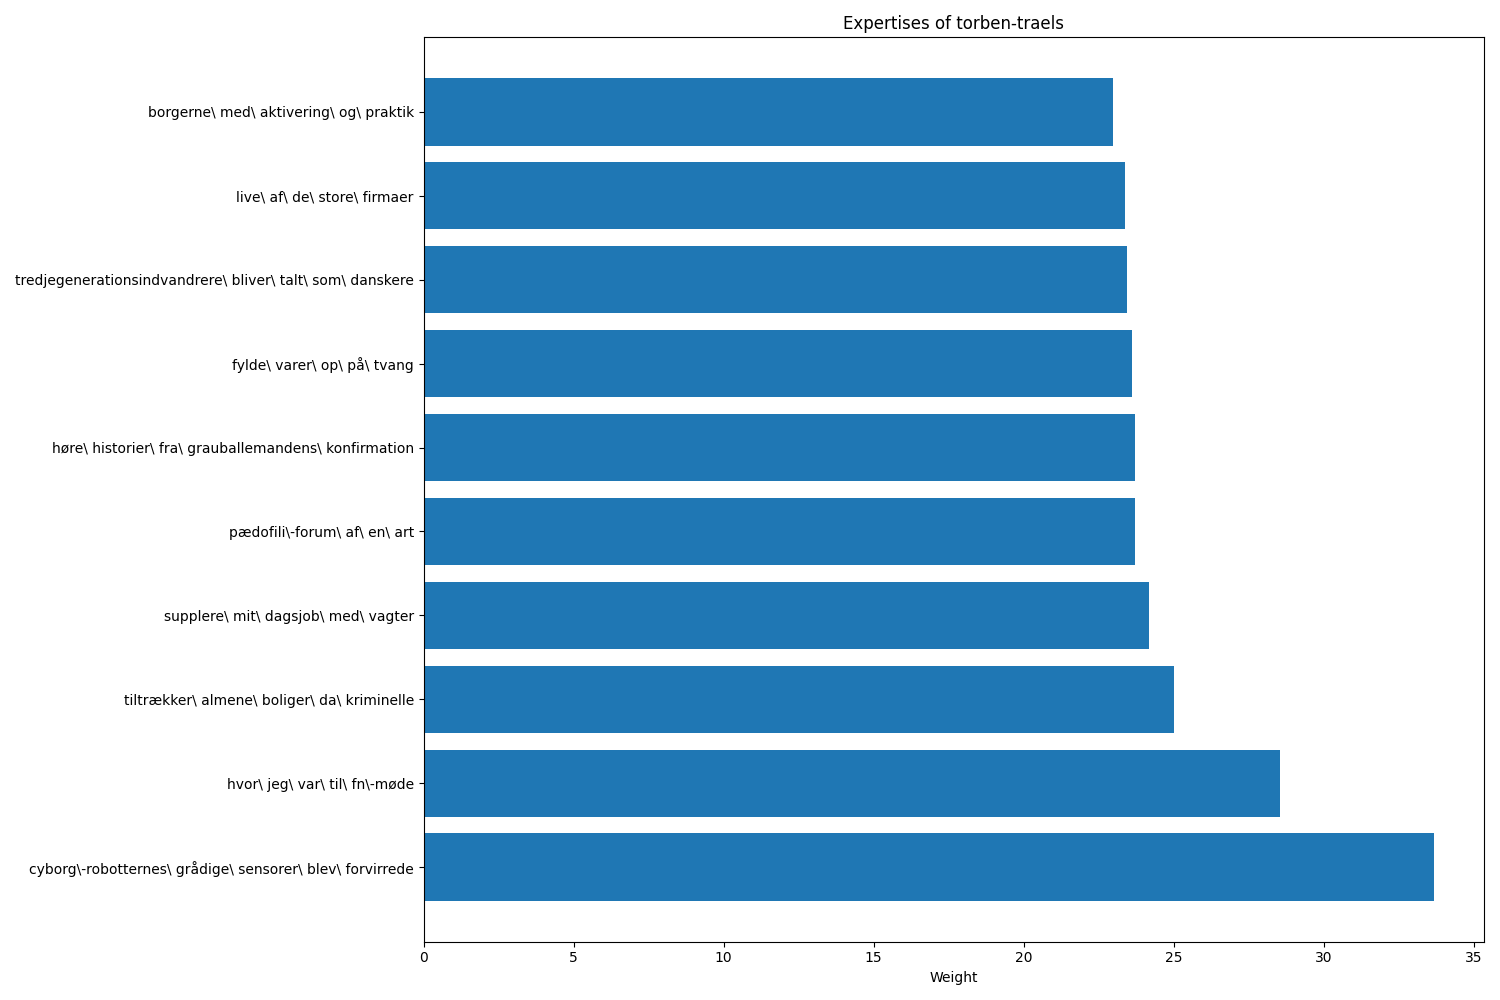 Expertises of torben-traels
borgerne\ med\ aktivering\ og\ praktik
live\ af\ de\ store\ firmaer
tredjegenerationsindvandrere\ bliver\ talt\ som\ danskere
fylde\ varer\ op\ på\ tvang
høre\ historier\ fra\ grauballemandens\ konfirmation
pædofili\-forum\ af\ en\ art
supplere\ mit\ dagsjob\ med\ vagter
tiltrækker\ almene\ boliger\ da\ kriminelle
hvor\ jeg\ var\ til\ fn\-møde
cyborg\-robotternes\ grådige\ sensorer\ blev\ forvirrede
0 5 10 15 20 25 30 35
Weight